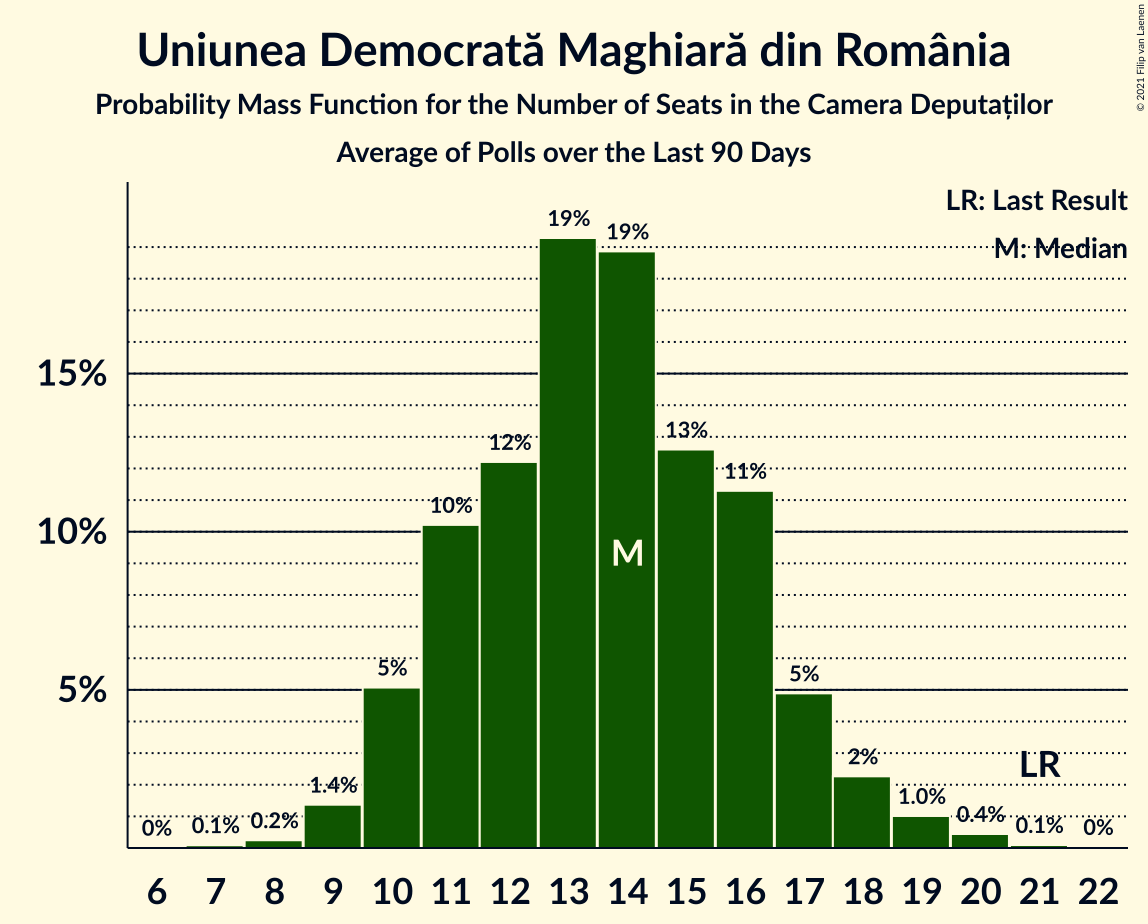 Uniunea Democrată Maghiară din România
Probability Mass Function for the Number of Seats in the Camera Deputaților
Average of Polls over the Last 90 Days
© 2021 Filip van Laenen
LR: Last Result
M: Median
19%
19%
15%
13%
12%
11%
10%
10%
M
5%
5%
5%
2%
LR
1.4%
1.0%
0.4%
0.2%
0.1%
0.1%
0%
0%
6 7 8 9 10 11 12 13 14 15 16 17 18 19 20 21 22